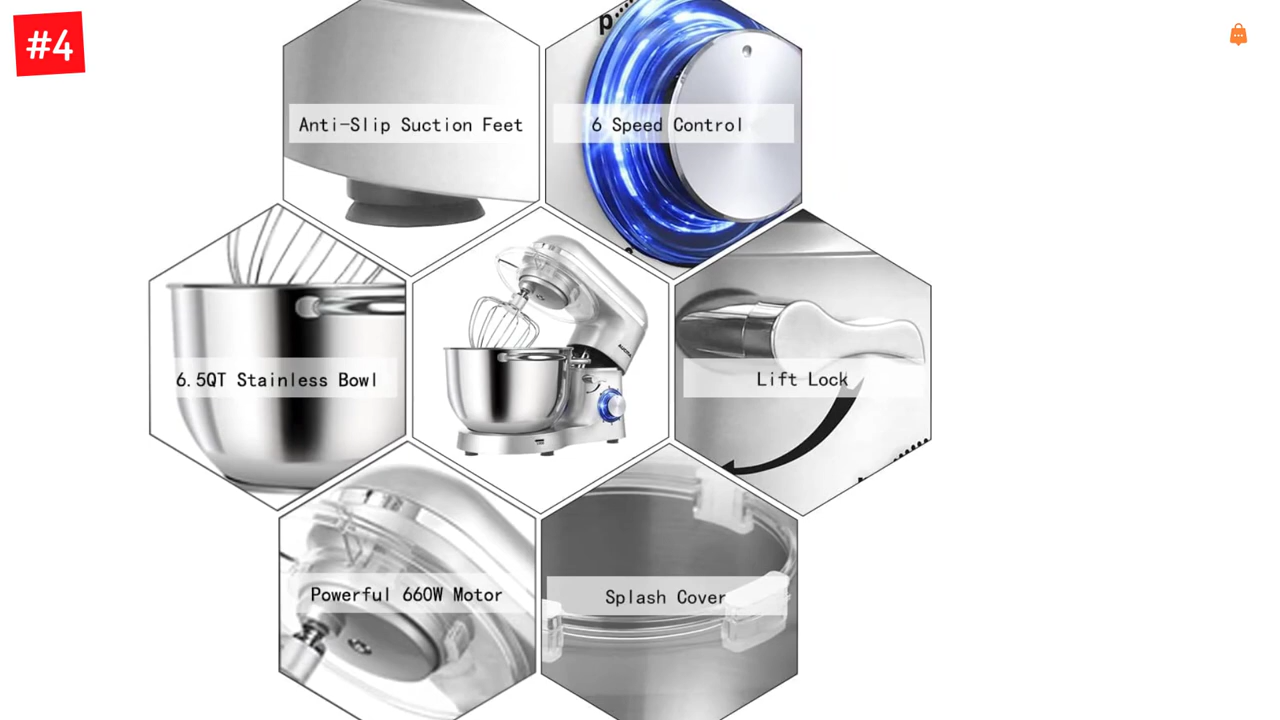 #4
p
Anti-Slip Suction Feet
6 Speed Control
6.5QT Stainless Bowl
Lift Lock
Powerful 660W Motor
Splash Cover